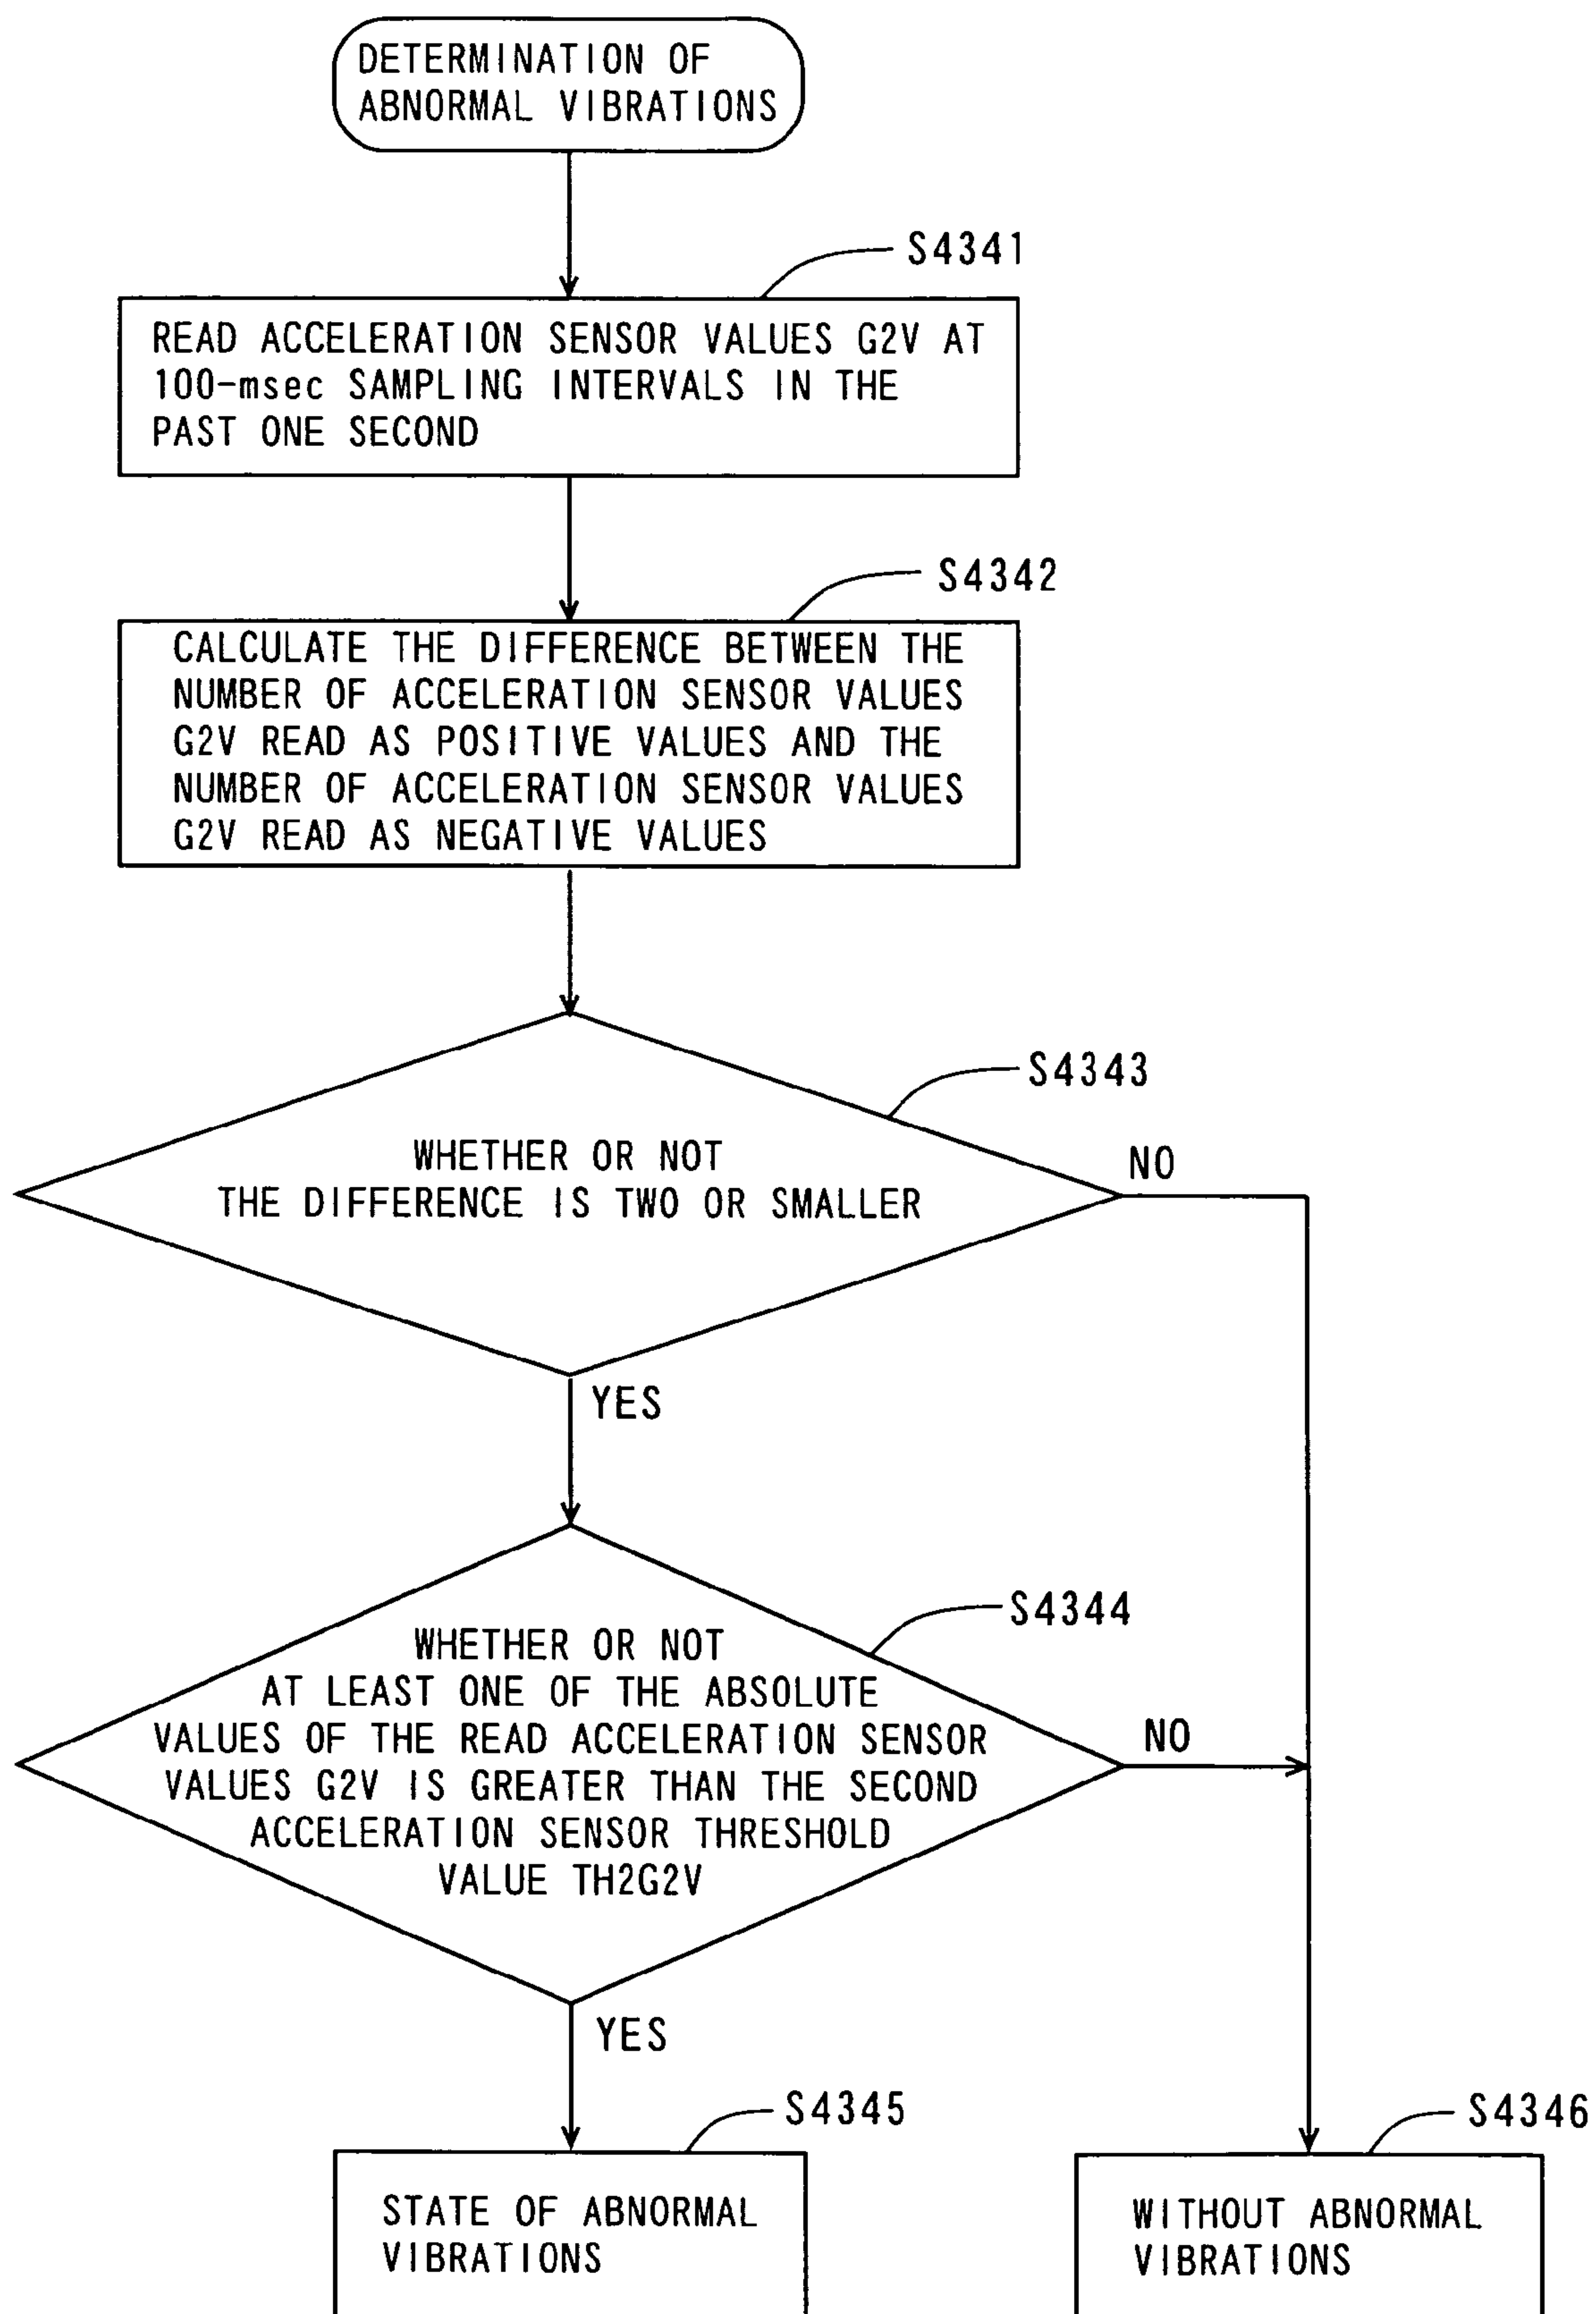 DETERMINATION OF
ABNORMAL VIBRATIONS
S4341
READ ACCELERATION SENSOR VALUES G2V AT
100-msec SAMPLING INTERVALS IN THE
PAST ONE SECOND
S4342
CALCULATE THE DIFFERENCE BETWEEN THE
NUMBER OF ACCELERATION SENSOR VALUES
G2V READ AS POSITIVE VALUES AND THE
NUMBER OF ACCELERATION SENSOR VALUES
G2V READ AS NEGATIVE VALUES
S4343
WHETHER OR NOT
THE DIFFERENCE IS TWO OR SMALLER
NO
YES
S4344
WHETHER OR NOT
AT LEAST ONE OF THE ABSOLUTE
VALUES OF THE READ ACCELERATION SENSOR
VALUES G2V IS GREATER THAN THE SECOND
ACCELERATION SENSOR THRESHOLD
VALUE TH2G2V
NO
YES
S4345
STATE OF ABNORMAL
VIBRATIONS
S4346
WITHOUT ABNORMAL
VIBRATIONS